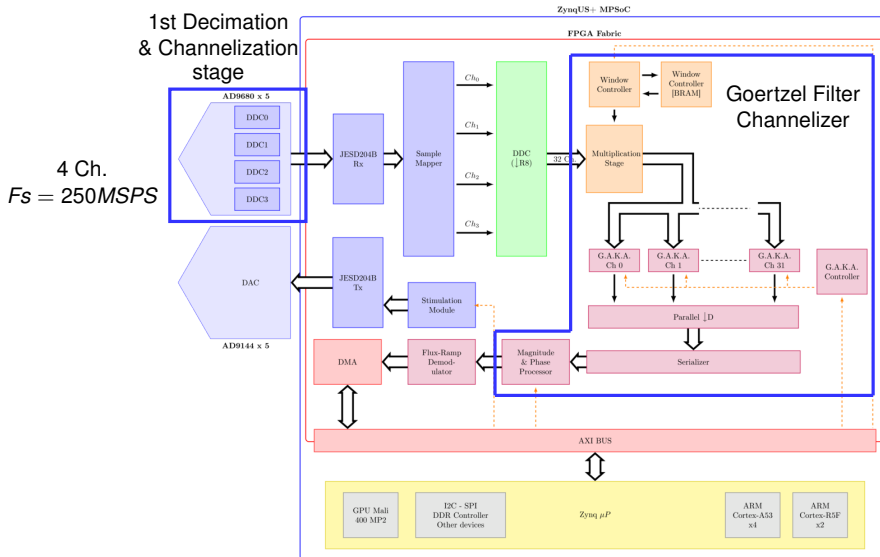 ZynqUS+ MPSoC
1st Decimation
& Channelization
stage
FPGA Fabric
AD9680 x 5
DDC0
DDC1
DDC2
DDC3
4 Ch.
Fs = 250MSPS
JESD204B
Rx
Sample
Mapper
Ch0
Ch1
Ch2
Ch3
DDC
(↓R8)
32 Ch.
Window
Controller
Window
Controller
[BRAM]
Goertzel Filter
Channelizer
Multiplication
Stage
G.A.K.A.
Ch 0
G.A.K.A.
Ch 1
G.A.K.A.
Ch 31
G.A.K.A.
Controller
DAC
AD9144 x 5
JESD204B
Tx
Stimulation
Module
Parallel ↓D
Serializer
Magnitude
& Phase
Processor
Flux-Ramp
Demod-
ulator
DMA
AXI BUS
GPU Mali
400 MP2
I2C - SPI
DDR Controller
Other devices
Zynq μP
ARM
Cortex-A53
x4
ARM
Cortex-R5F
x2